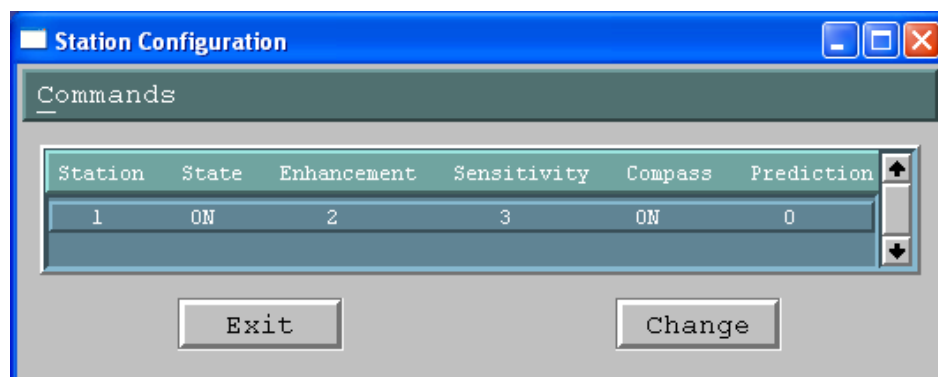 Station Configuration
Commands
Station State Enhancement Sensitivity Compass Prediction
1 ON 2 3 ON 0
Exit Change